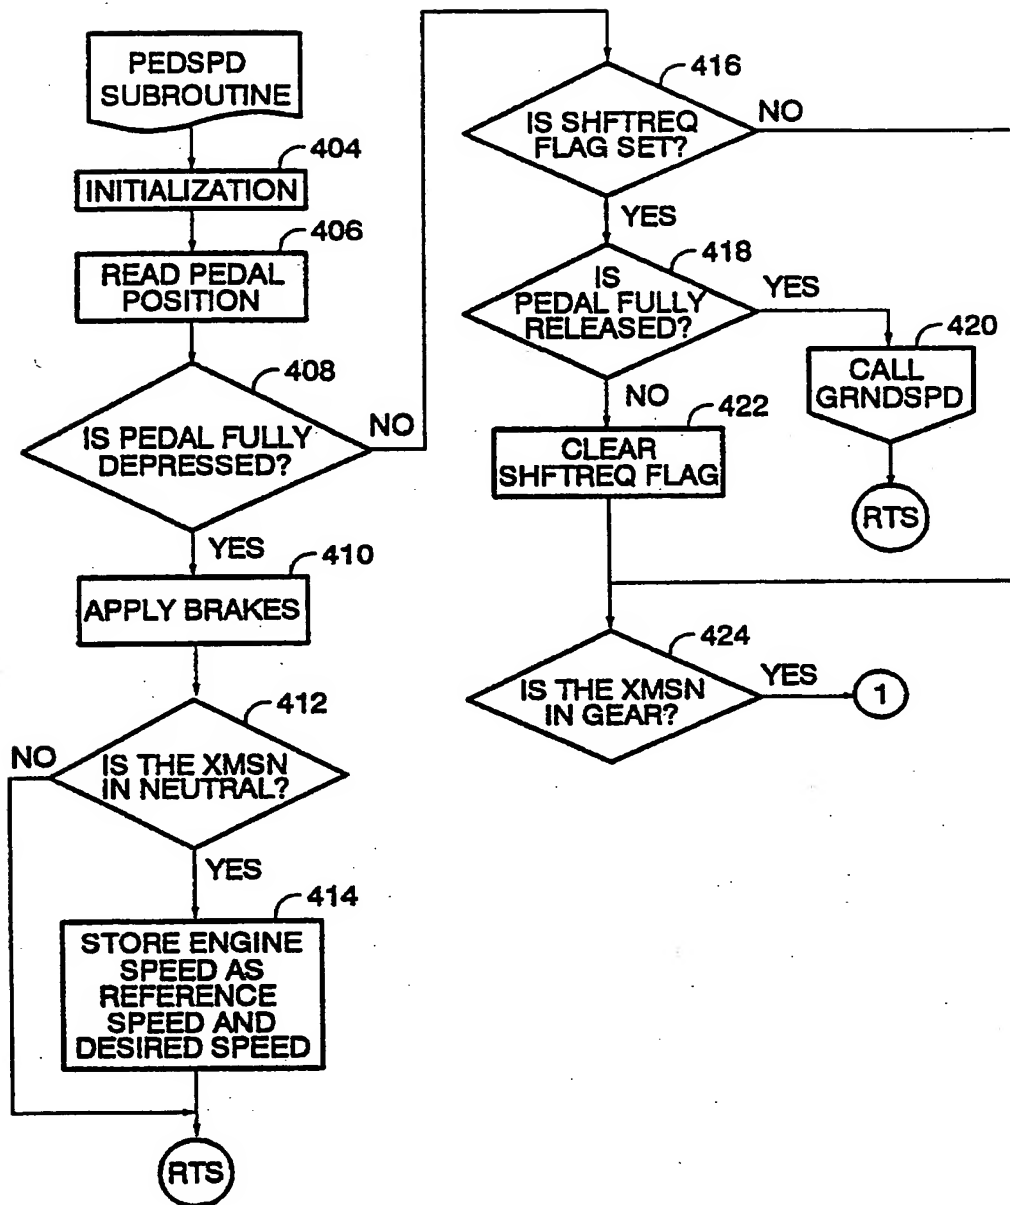 PEDSPD
SUBROUTINE
404
INITIALIZATION
406
READ PEDAL
POSITION
408
IS PEDAL FULLY
DEPRESSED?
NO
YES
410
APPLY BRAKES
412
NO
IS THE XMSN
IN NEUTRAL?
YES
414
STORE ENGINE
SPEED AS
REFERENCE
SPEED AND
DESIRED SPEED
RTS
416
IS SHFTREQ
FLAG SET?
NO
YES
418
IS
PEDAL FULLY
RELEASED?
YES
420
CALL
GRNDSPD
RTS
NO
422
CLEAR
SHFTREQ FLAG
424
IS THE XMSN
IN GEAR?
YES
1